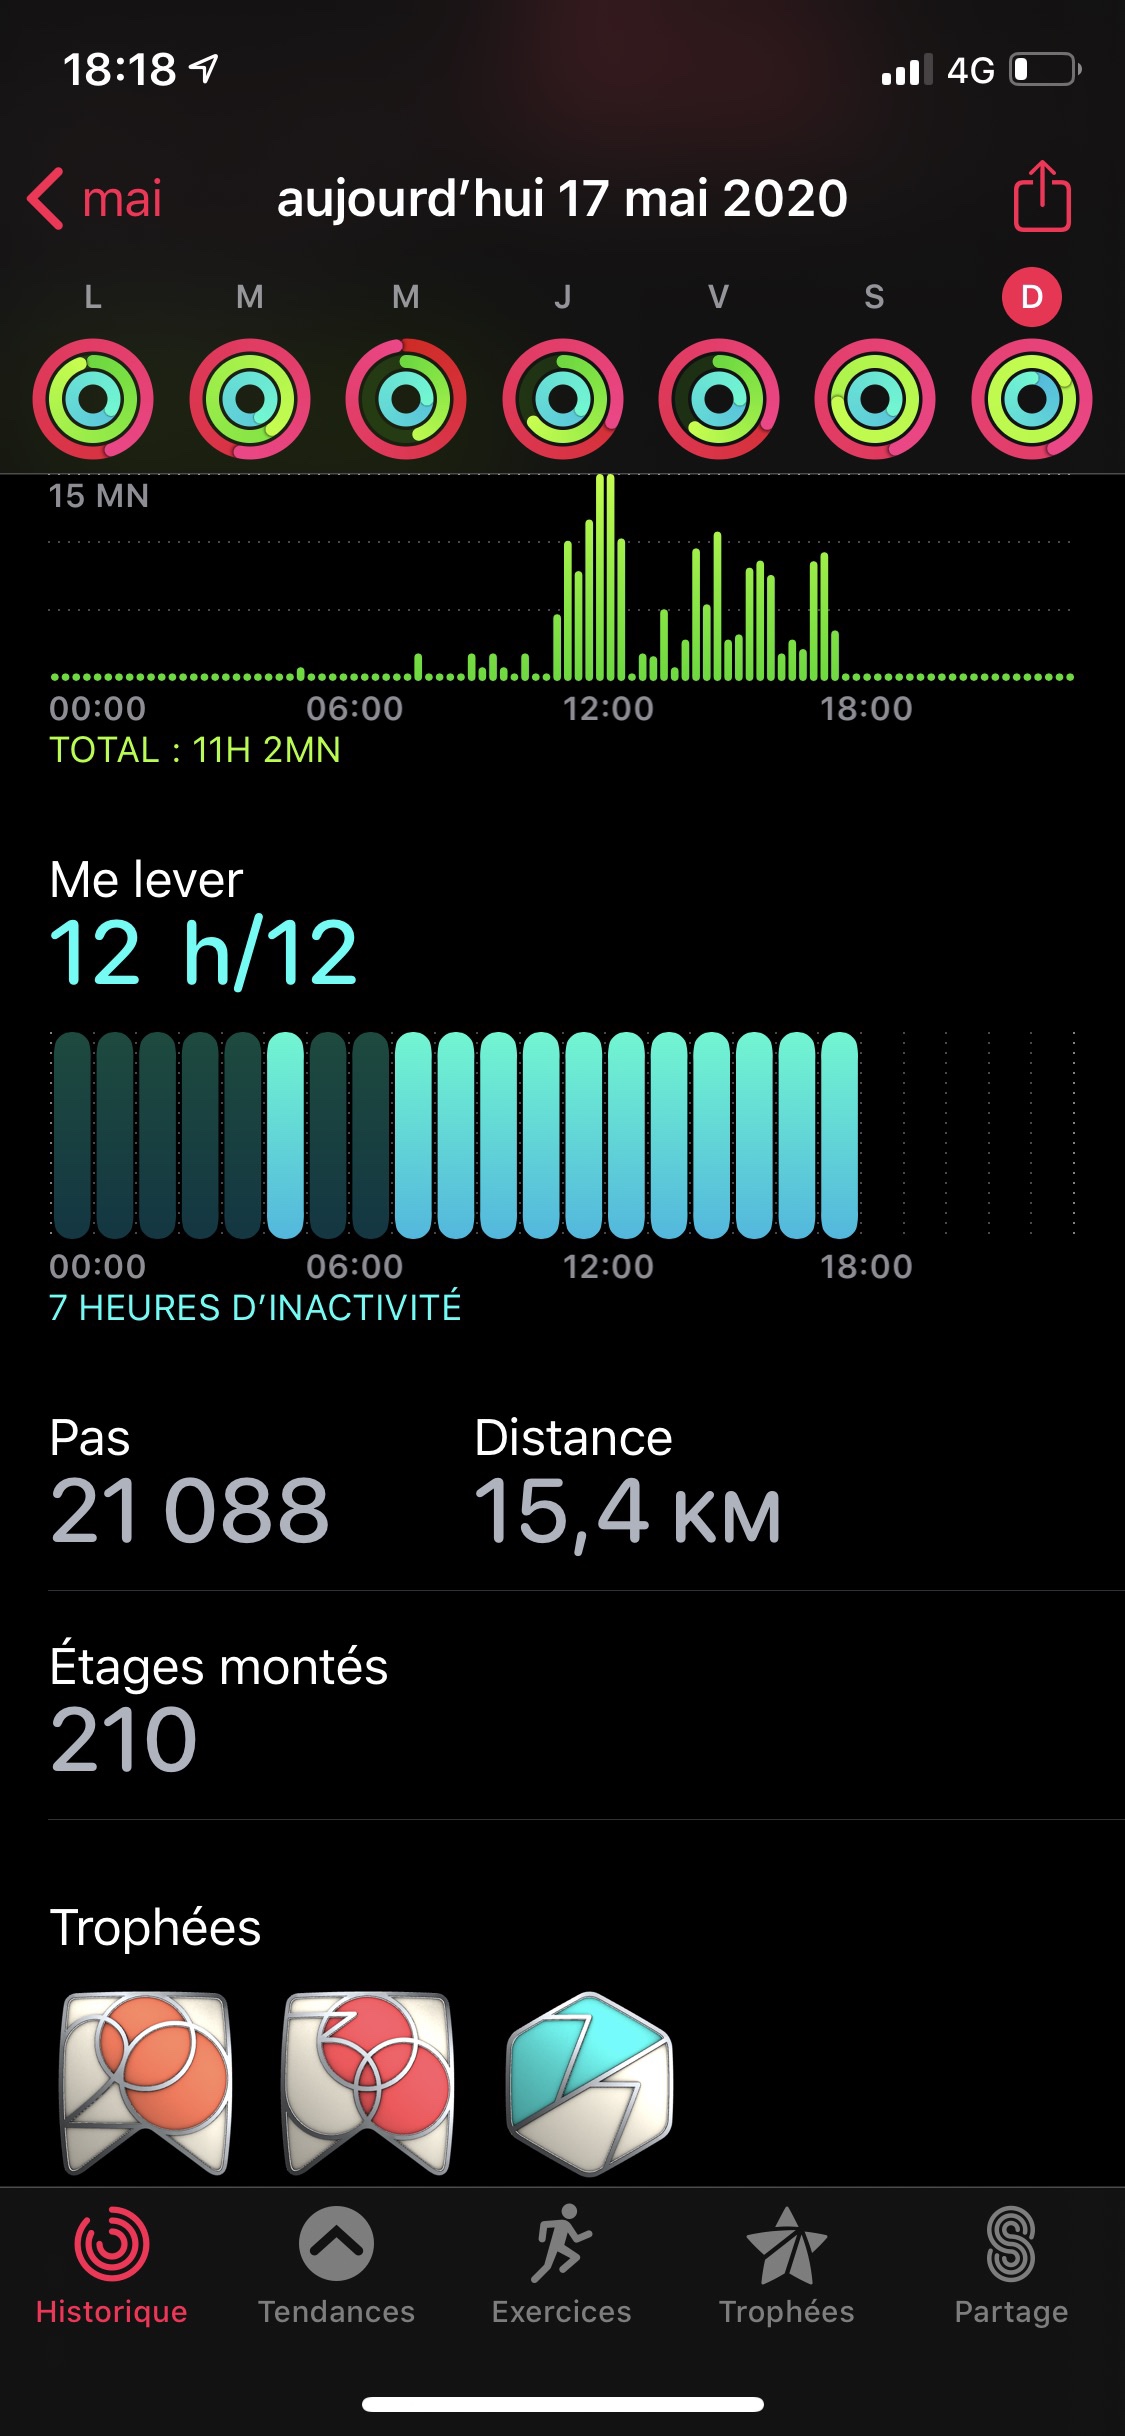 18:18 4G
mai aujourd’hui 17 mai 2020
L M M J V S D
15 MN
00:00 06:00 12:00 18:00
TOTAL : 11H 2MN
Me lever
12 h/12
00:00 06:00 12:00 18:00
7 HEURES D’INACTIVITÉ
Pas Distance
21 088 15,4 KM
Étages montés
210
Trophées
Historique Tendances Exercices Trophées Partage